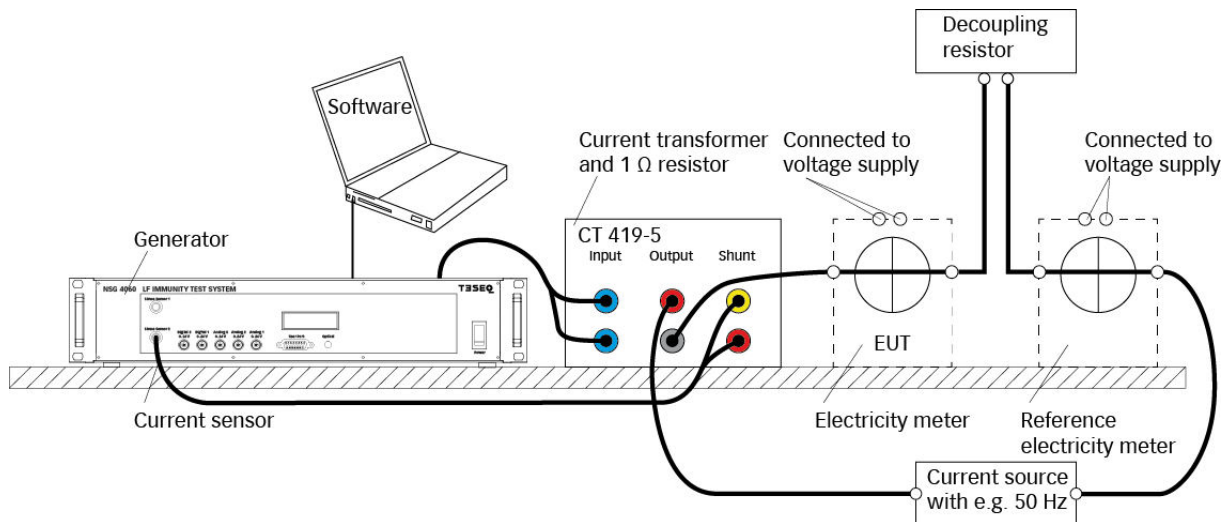 Decoupling
resistor
Software
Current transformer
and 1 Ω resistor
Connected to
voltage supply
Connected to
voltage supply
Generator
CT 419-5
Input Output Shunt
NSG 4060 LF IMMUNITY TEST SYSTEM
TESEQ
EUT
Current sensor
Electricity meter
Reference
electricity meter
Current source
with e.g. 50 Hz